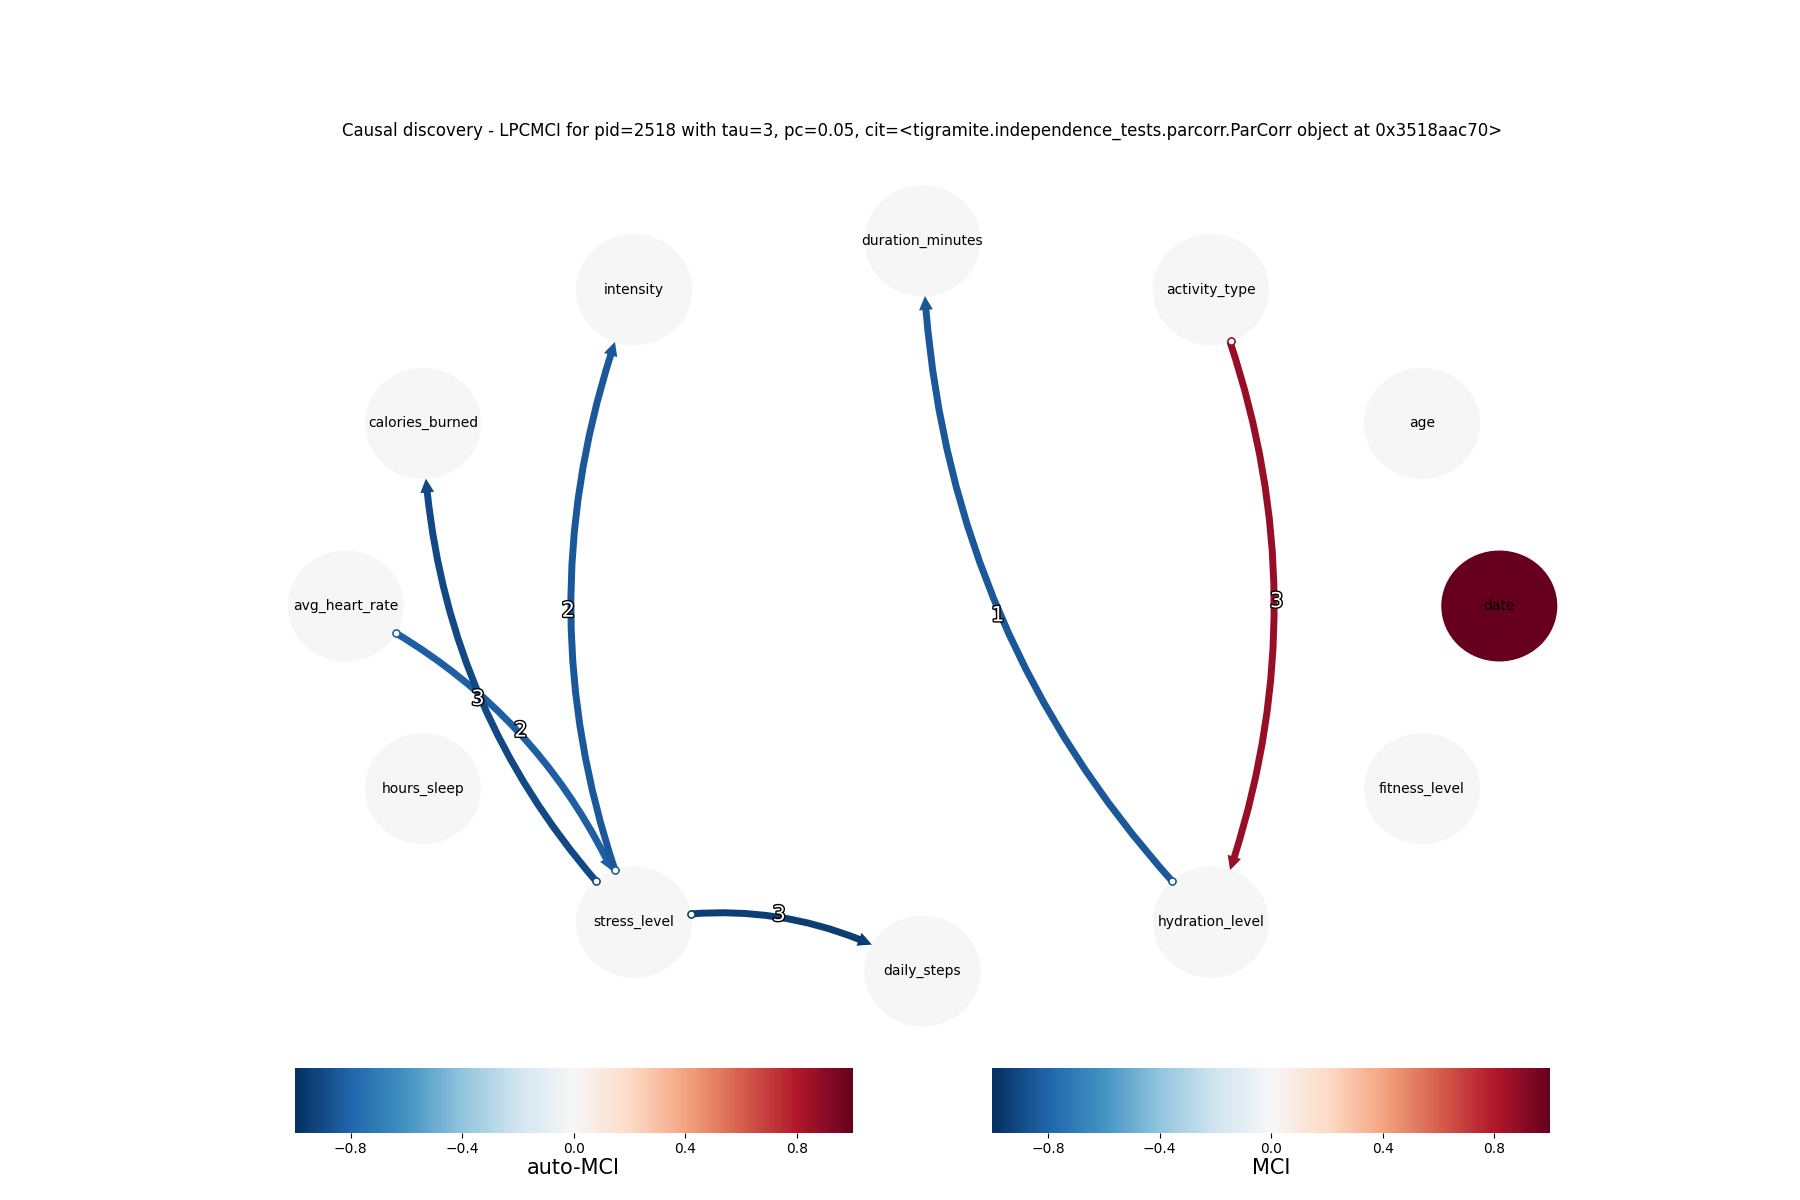 Causal discovery - LPCMCI for pid=2518 with tau=3, pc=0.05, cit=<tigramite.independence_tests.parcorr.ParCorr object at 0x3518aac70>
duration_minutes
intensity
activity_type
calories_burned
age
avg_heart_rate
2
1
3
date
3
2
hours_sleep
fitness_level
stress_level
3
hydration_level
daily_steps
−0.8 −0.4 0.0 0.4 0.8
auto-MCI
−0.8 −0.4 0.0 0.4 0.8
MCI